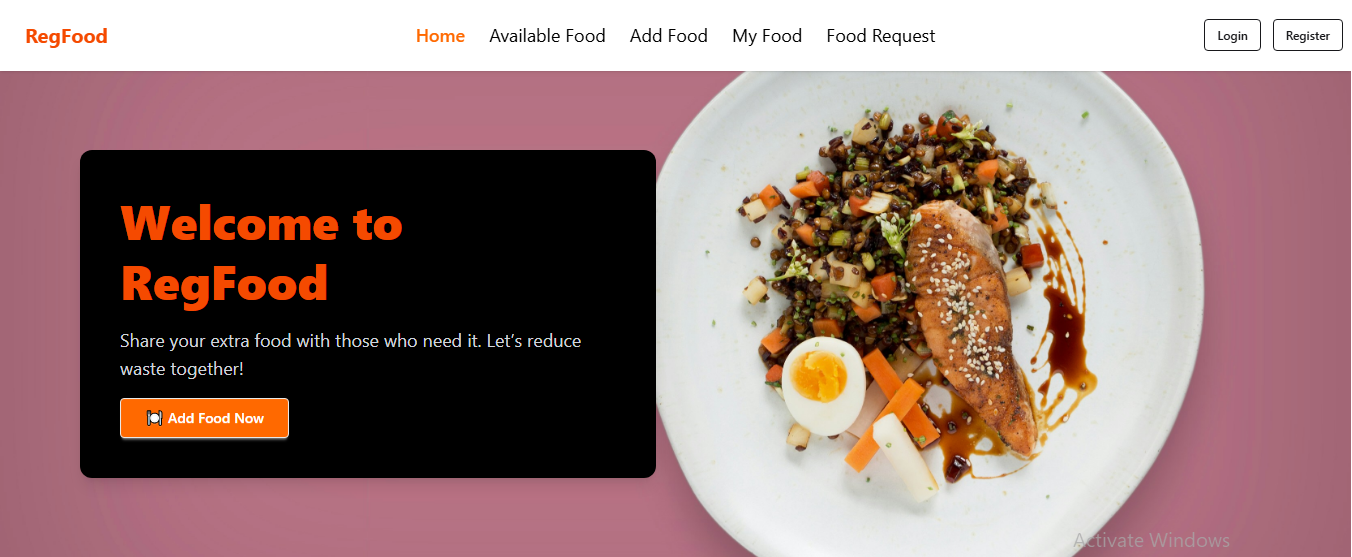 RegFood
Home Available Food Add Food My Food Food Request
Login Register
Welcome to
RegFood
Share your extra food with those who need it. Let’s reduce
waste together!
🍽️ Add Food Now
Activate Windows